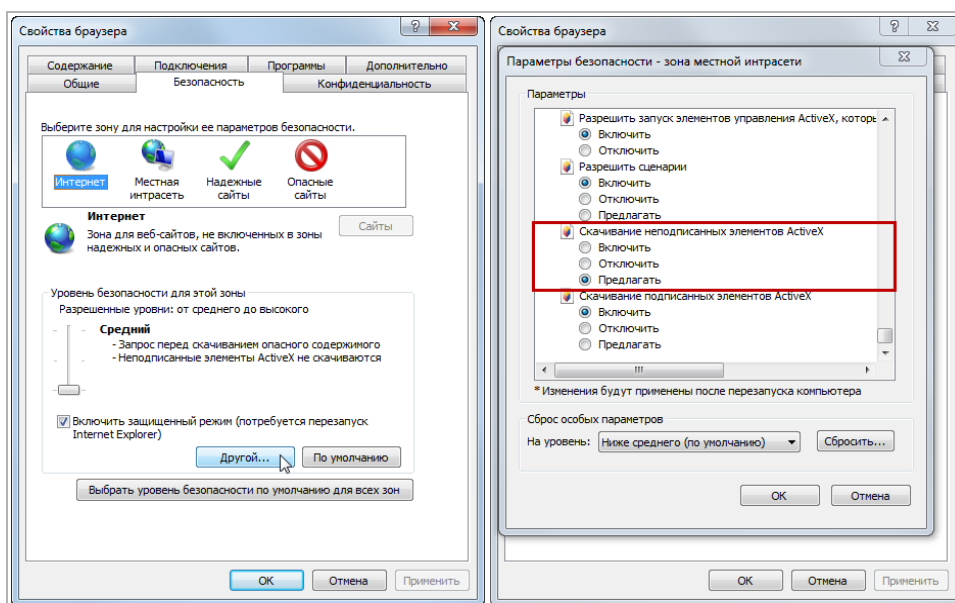 Свойства браузера
Содержание Подключения Программы Дополнительно
Общие Безопасность Конфиденциальность
Выберите зону для настройки ее параметров безопасности.
Интернет Местная интрасеть Надежные сайты Опасные сайты
Интернет
Зона для веб-сайтов, не включенных в зоны
надежных и опасных сайтов.
Сайты
Уровень безопасности для этой зоны
Разрешенные уровни: от среднего до высокого
Средний
- Запрос перед скачиванием опасного содержимого
- Неподписанные элементы ActiveX не скачиваются
Включить защищенный режим (потребуется перезапуск
Internet Explorer)
Другой... По умолчанию
Выбрать уровень безопасности по умолчанию для всех зон
OK Отмена Применить
Свойства браузера
Параметры безопасности - зона местной интрасети
Параметры
Разрешить запуск элементов управления ActiveX, которы
Включить
Отключить
Разрешить сценарии
Включить
Отключить
Предлагать
Скачивание неподписанных элементов ActiveX
Включить
Отключить
Предлагать
Скачивание подписанных элементов ActiveX
Включить
Отключить
Предлагать
* Изменения будут применены после перезапуска компьютера
Сброс особых параметров
На уровень: Ниже среднего (по умолчанию) Сбросить...
OK Отмена
OK Отмена Применить